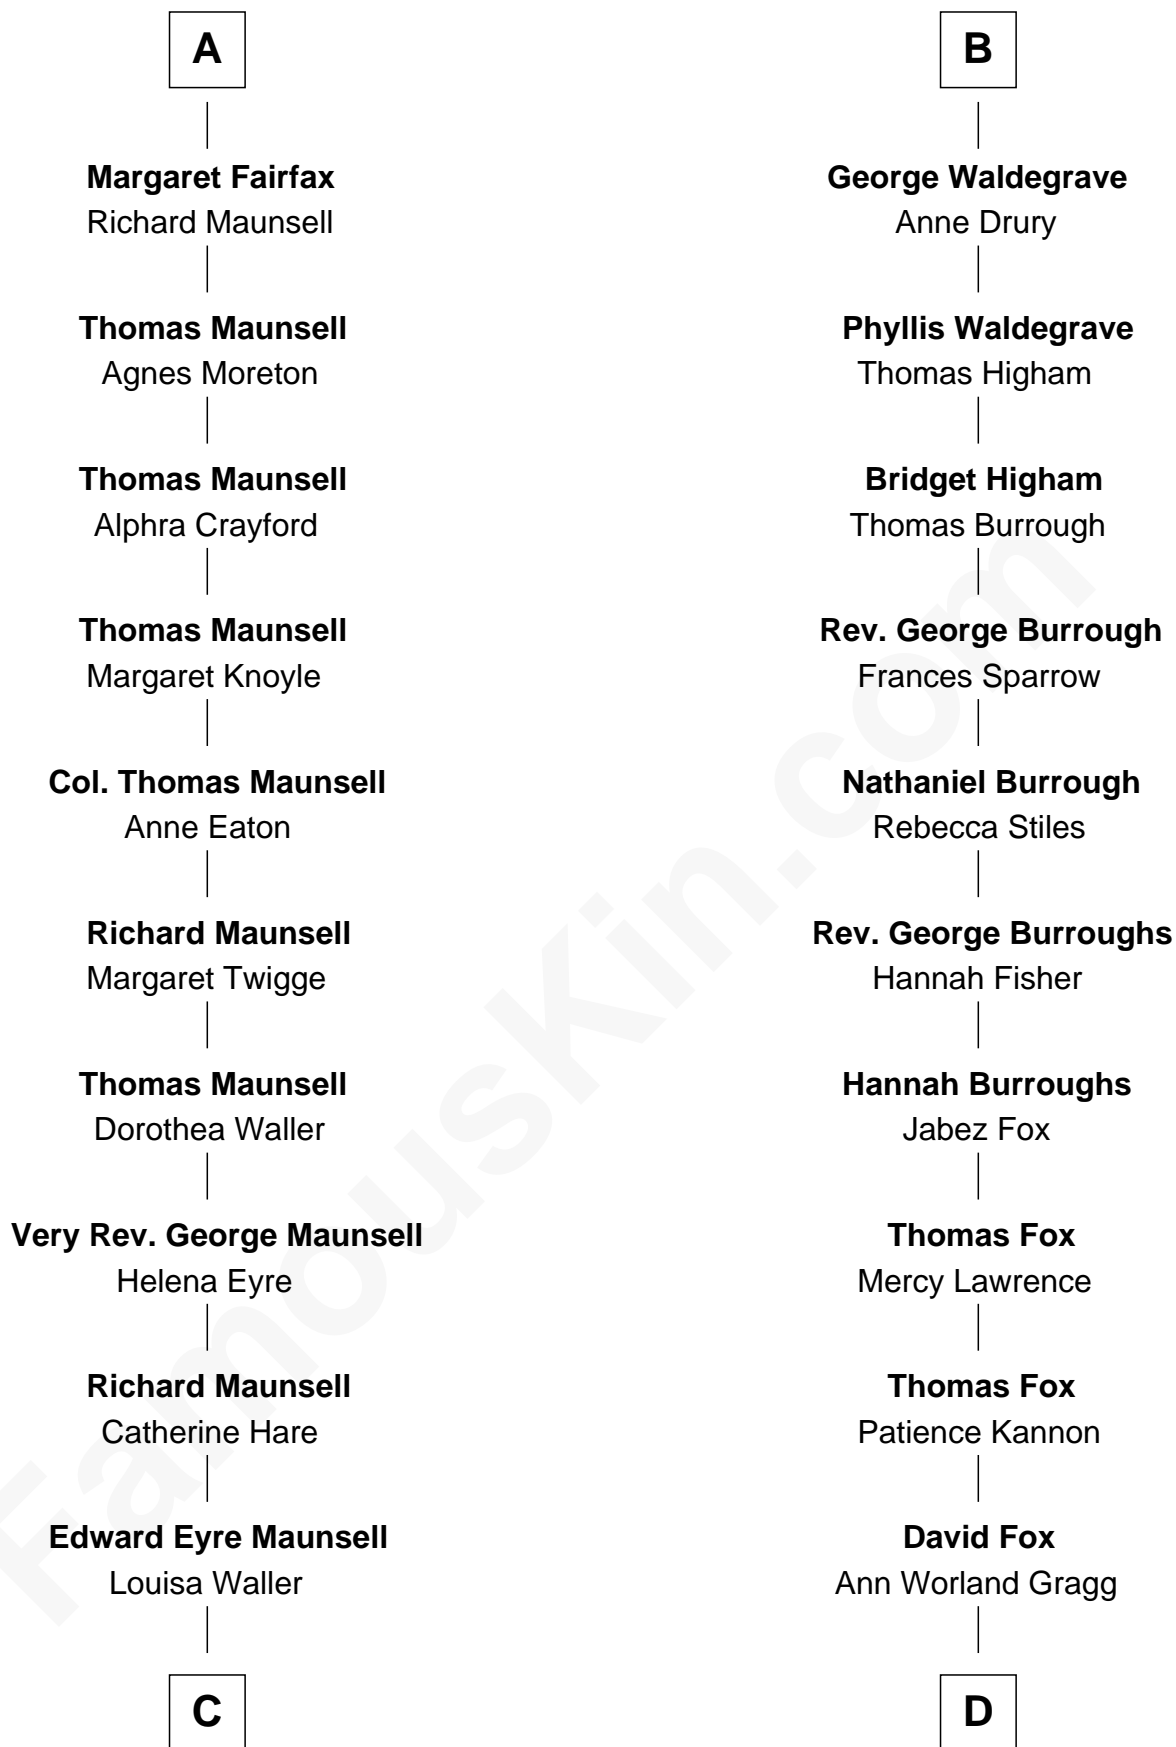 A
Margaret Fairfax
Richard Maunsell
Thomas Maunsell
Agnes Moreton
Thomas Maunsell
Alphra Crayford
Thomas Maunsell
Margaret Knoyle
Col. Thomas Maunsell
Anne Eaton
Richard Maunsell
Margaret Twigge
Thomas Maunsell
Dorothea Waller
Very Rev. George Maunsell
Helena Eyre
Richard Maunsell
Catherine Hare
Edward Eyre Maunsell
Louisa Waller
C
B
George Waldegrave
Anne Drury
Phyllis Waldegrave
Thomas Higham
Bridget Higham
Thomas Burrough
Rev. George Burrough
Frances Sparrow
Nathaniel Burrough
Rebecca Stiles
Rev. George Burroughs
Hannah Fisher
Hannah Burroughs
Jabez Fox
Thomas Fox
Mercy Lawrence
Thomas Fox
Patience Kannon
David Fox
Ann Worland Gragg
D
FamousKin.com